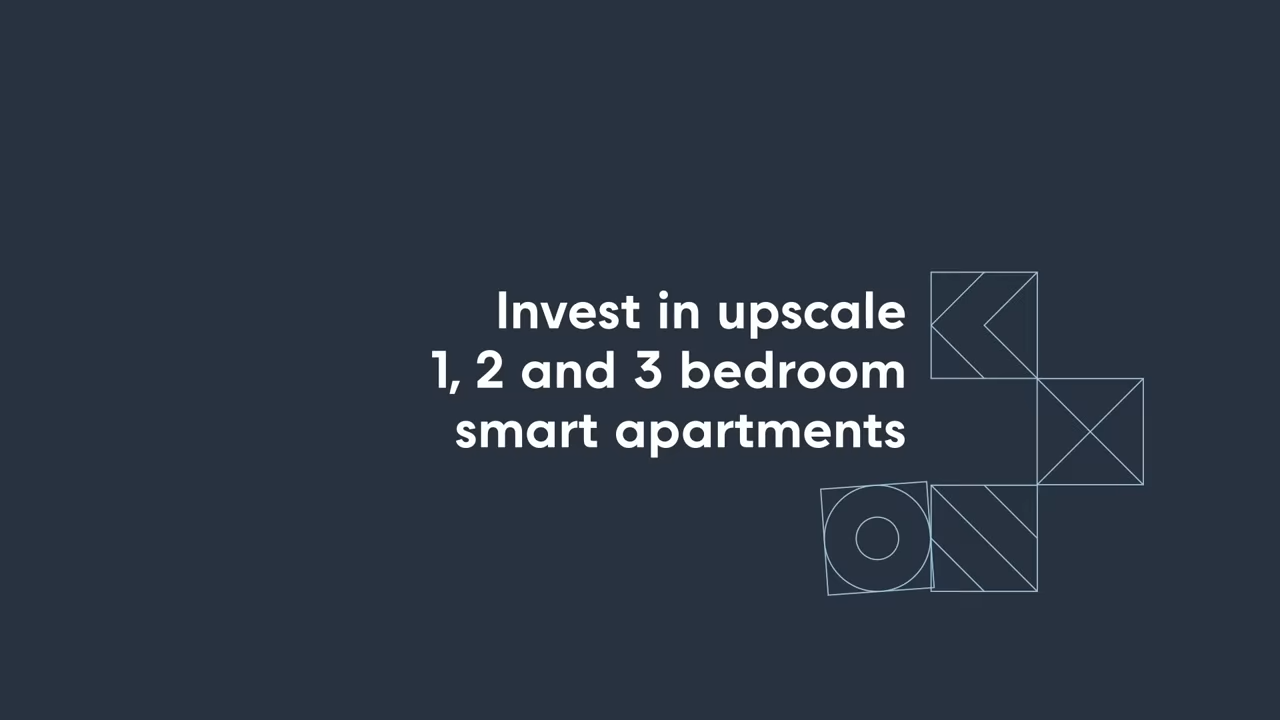 Invest in upscale
1, 2 and 3 bedroom
smart apartments